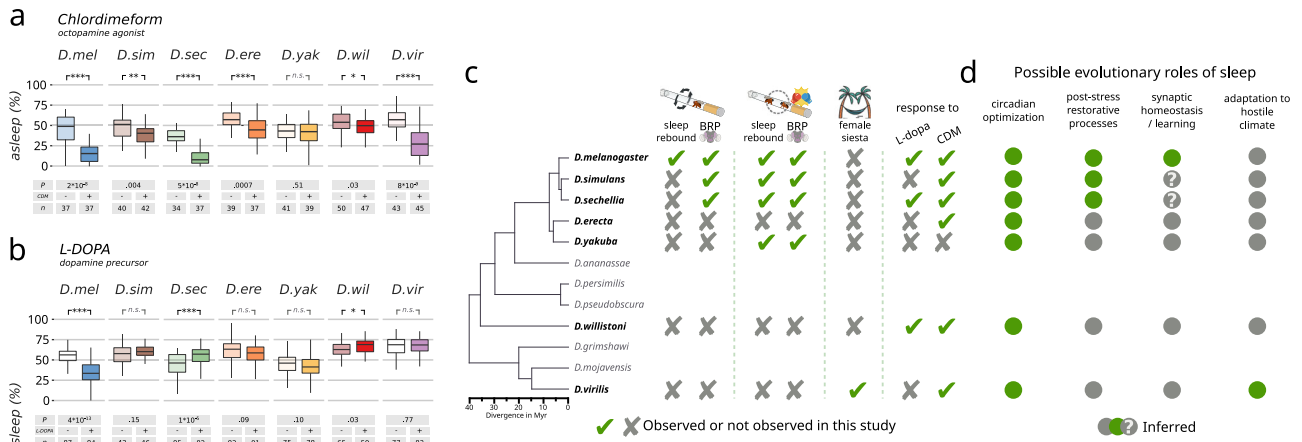 a
Chlordimeform
octopamine agonist
D.mel D.sim D.sec D.ere D.yak D.wil D.vir
*** ** *** *** n.s. * ***
100
75
50
25
0
asleep (%)
P 2*10⁻⁸ .004 5*10⁻⁸ .0007 .51 .03 8*10⁻⁸
CDM - + - + - + - + - + - + - +
n 37 37 40 42 34 37 39 37 41 39 50 47 43 45
b
L-DOPA
dopamine precursor
D.mel D.sim D.sec D.ere D.yak D.wil D.vir
*** n.s. *** n.s. n.s. * n.s.
100
75
50
25
0
asleep (%)
P 4*10⁻¹¹ .15 1*10⁻⁵ .09 .10 .03 .77
L-DOPA - + - + - + - + - + - + - +
c
sleep rebound BRP
sleep rebound BRP
female siesta
response to
L-dopa CDM
D.melanogaster
D.simulans
D.sechellia
D.erecta
D.yakuba
D.ananassae
D.persimilis
D.pseudobscura
D.willistoni
D.grimshawi
D.mojavensis
D.virilis
40 30 20 10 0
Divergence in Myr
✔ ✘ Observed or not observed in this study
d
Possible evolutionary roles of sleep
circadian optimization
post-stress restorative processes
synaptic homeostasis / learning
adaptation to hostile climate
?
?
? Inferred